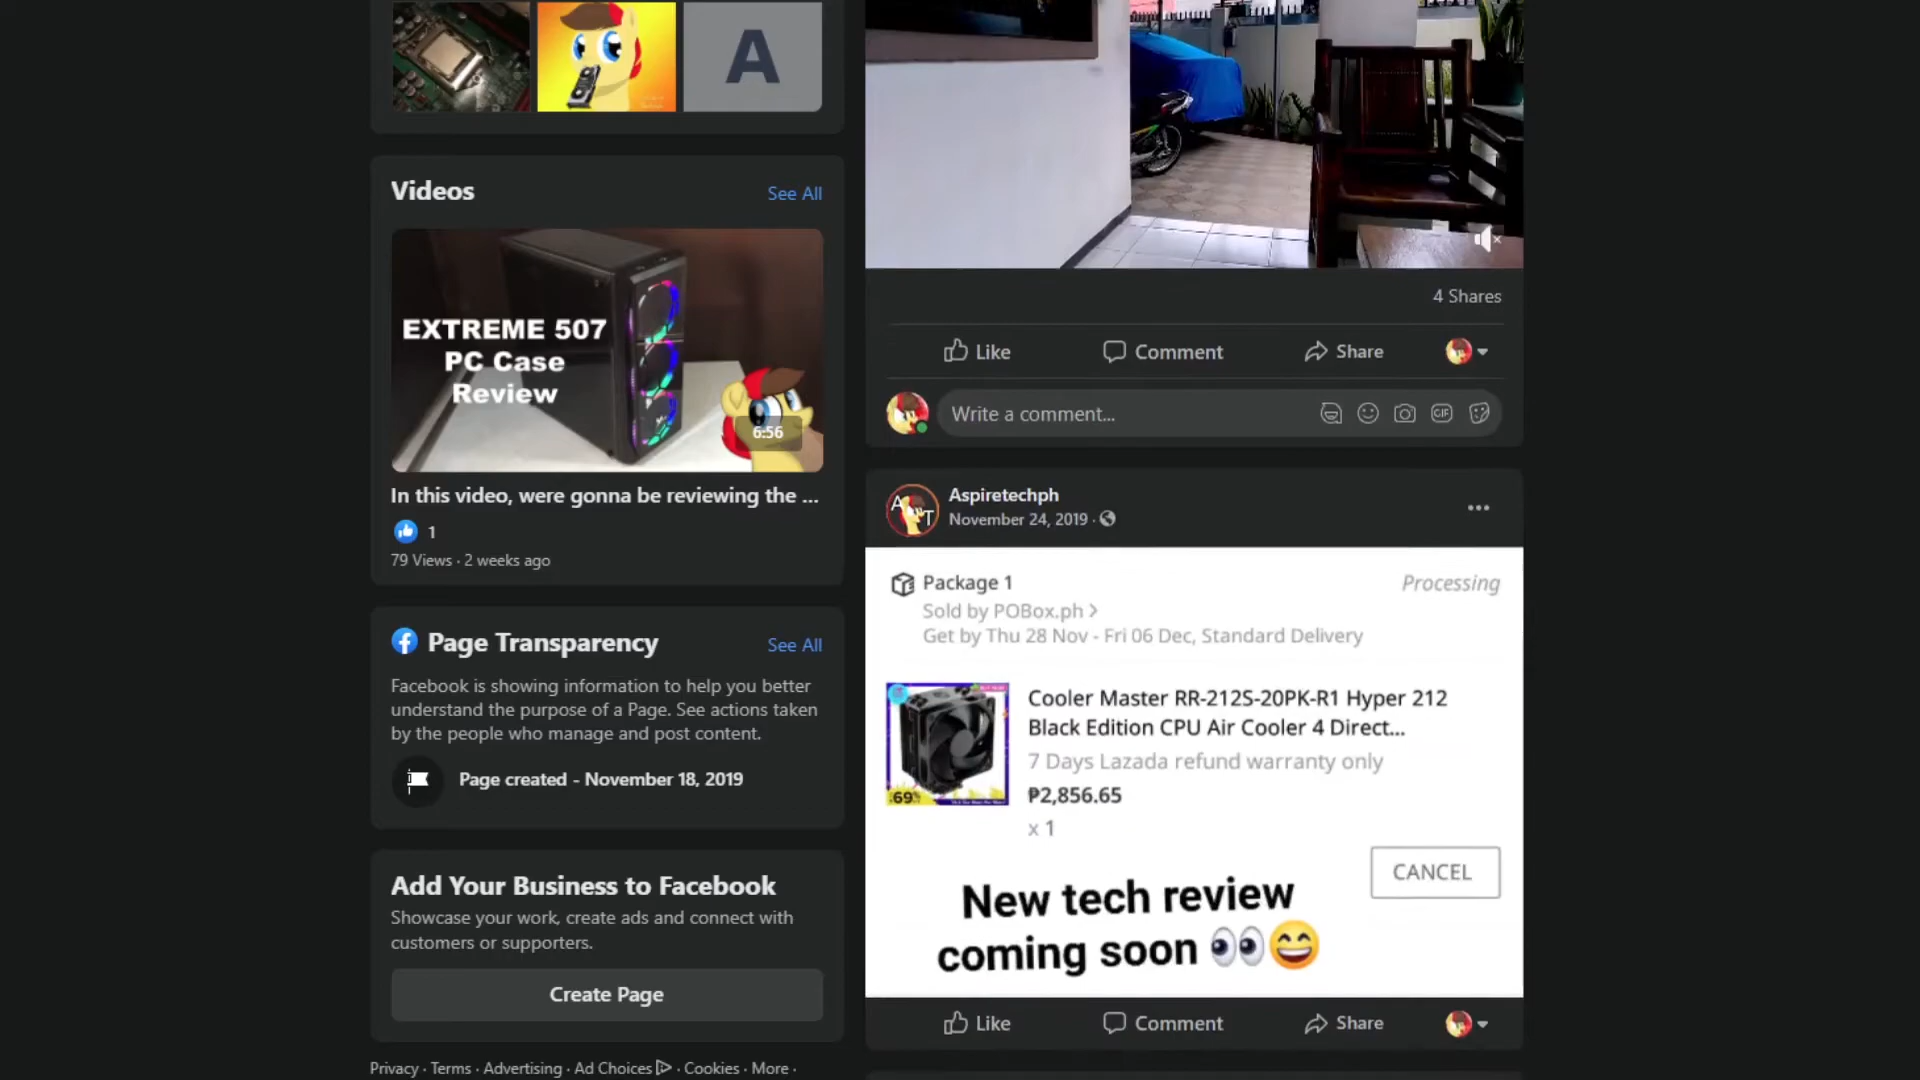 A
Videos
See All
EXTREME 507
PC Case
Review
6:56
In this video, were gonna be reviewing the ...
1
79 Views · 2 weeks ago
Page Transparency
See All
Facebook is showing information to help you better
understand the purpose of a Page. See actions taken
by the people who manage and post content.
Page created - November 18, 2019
Add Your Business to Facebook
Showcase your work, create ads and connect with
customers or supporters.
Create Page
Privacy · Terms · Advertising · Ad Choices · Cookies · More ·
4 Shares
Like
Comment
Share
Write a comment...
GIF
A T
Aspiretechph
November 24, 2019 ·
Package 1
Processing
Sold by POBox.ph >
Get by Thu 28 Nov - Fri 06 Dec, Standard Delivery
Cooler Master RR-212S-20PK-R1 Hyper 212
Black Edition CPU Air Cooler 4 Direct...
7 Days Lazada refund warranty only
₱2,856.65
x 1
69
CANCEL
New tech review
coming soon 👀😄
Like
Comment
Share